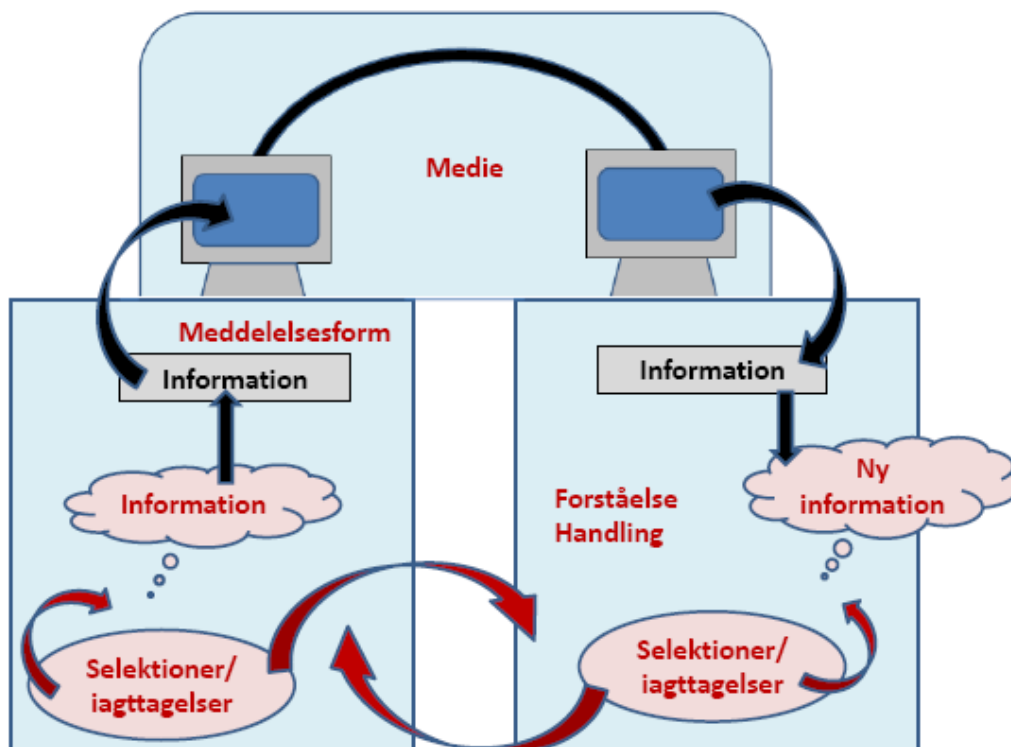 Medie
Meddelelsesform
Information
Information
Information
Ny
information
Forståelse
Handling
Selektioner/
iagttagelser
Selektioner/
iagttagelser